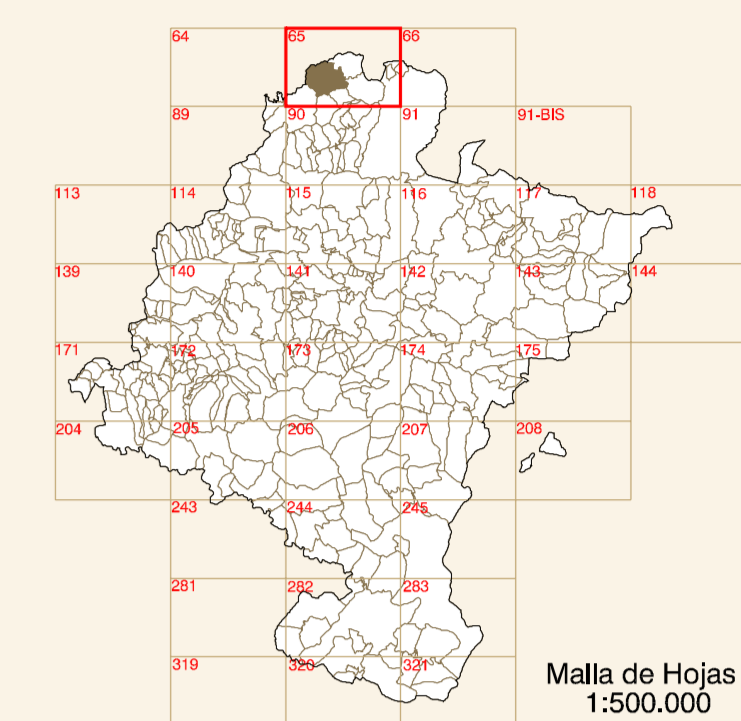 64 65 66
89 90 91 91-BIS
113 114 115 116 117 118
139 140 141 142 143 144
171 172 173 174 175
204 205 206 207 208
243 244 245
281 282 283
319 320 321
Malla de Hojas
1:500.000